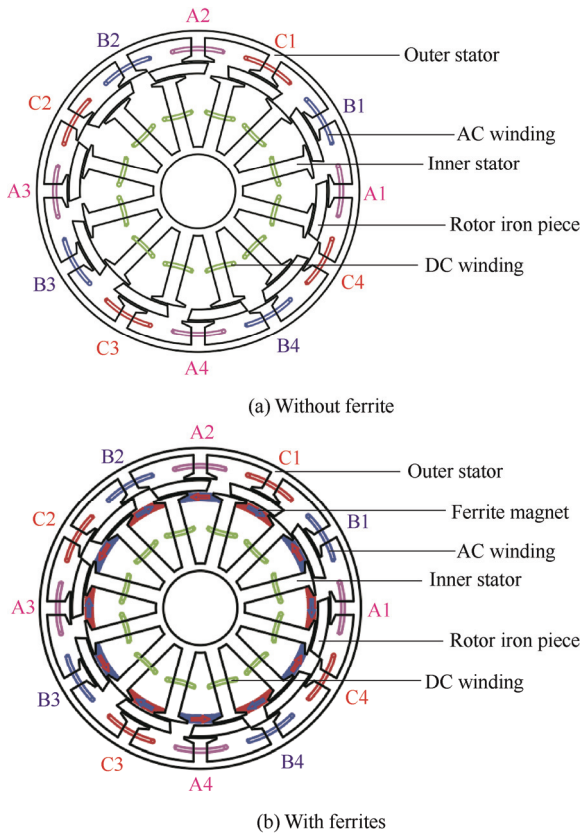 A2
B2
C1
Outer stator
C2
B1
AC winding
Inner stator
A3
A1
Rotor iron piece
B3
C4
DC winding
C3
B4
A4
(a) Without ferrite
A2
B2
C1
Outer stator
C2
Ferrite magnet
B1
AC winding
Inner stator
A3
A1
Rotor iron piece
B3
C4
DC winding
C3
B4
A4
(b) With ferrites